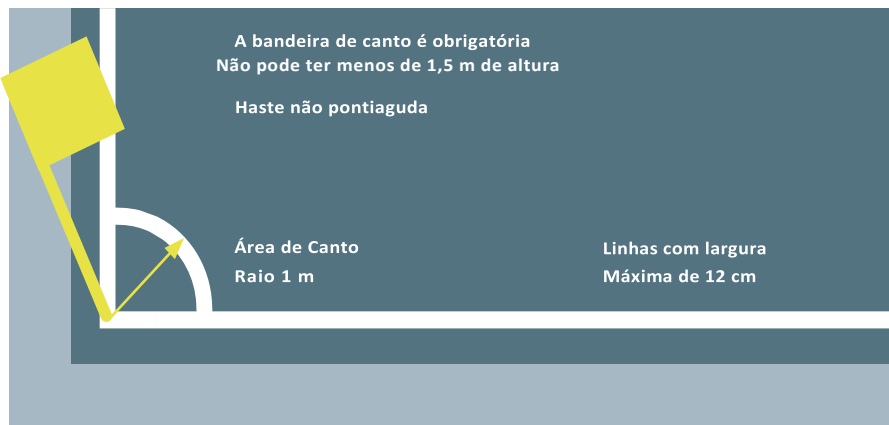 A bandeira de canto é obrigatória
Não pode ter menos de 1,5 m de altura
Haste não pontiaguda
Área de Canto
Raio 1 m
Linhas com largura
Máxima de 12 cm